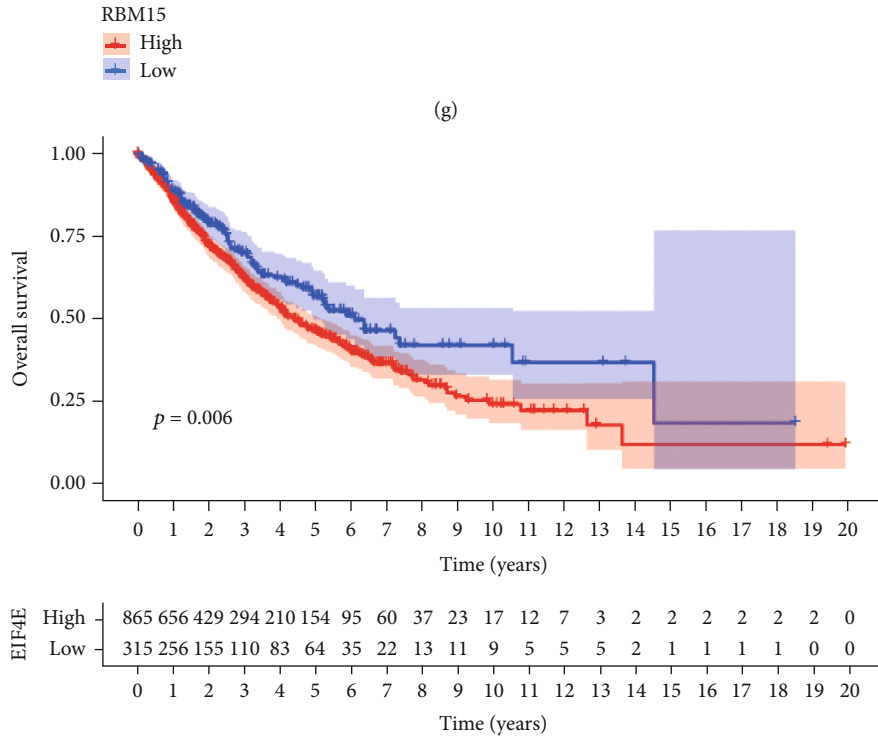 RBM15
High
Low
(g)
Overall survival
1.00
0.75
0.50
0.25
0.00
p = 0.006
0 1 2 3 4 5 6 7 8 9 10 11 12 13 14 15 16 17 18 19 20
Time (years)
EIF4E
High 865 656 429 294 210 154 95 60 37 23 17 12 7 3 2 2 2 2 2 2 0
Low 315 256 155 110 83 64 35 22 13 11 9 5 5 5 2 1 1 1 1 0 0
0 1 2 3 4 5 6 7 8 9 10 11 12 13 14 15 16 17 18 19 20
Time (years)